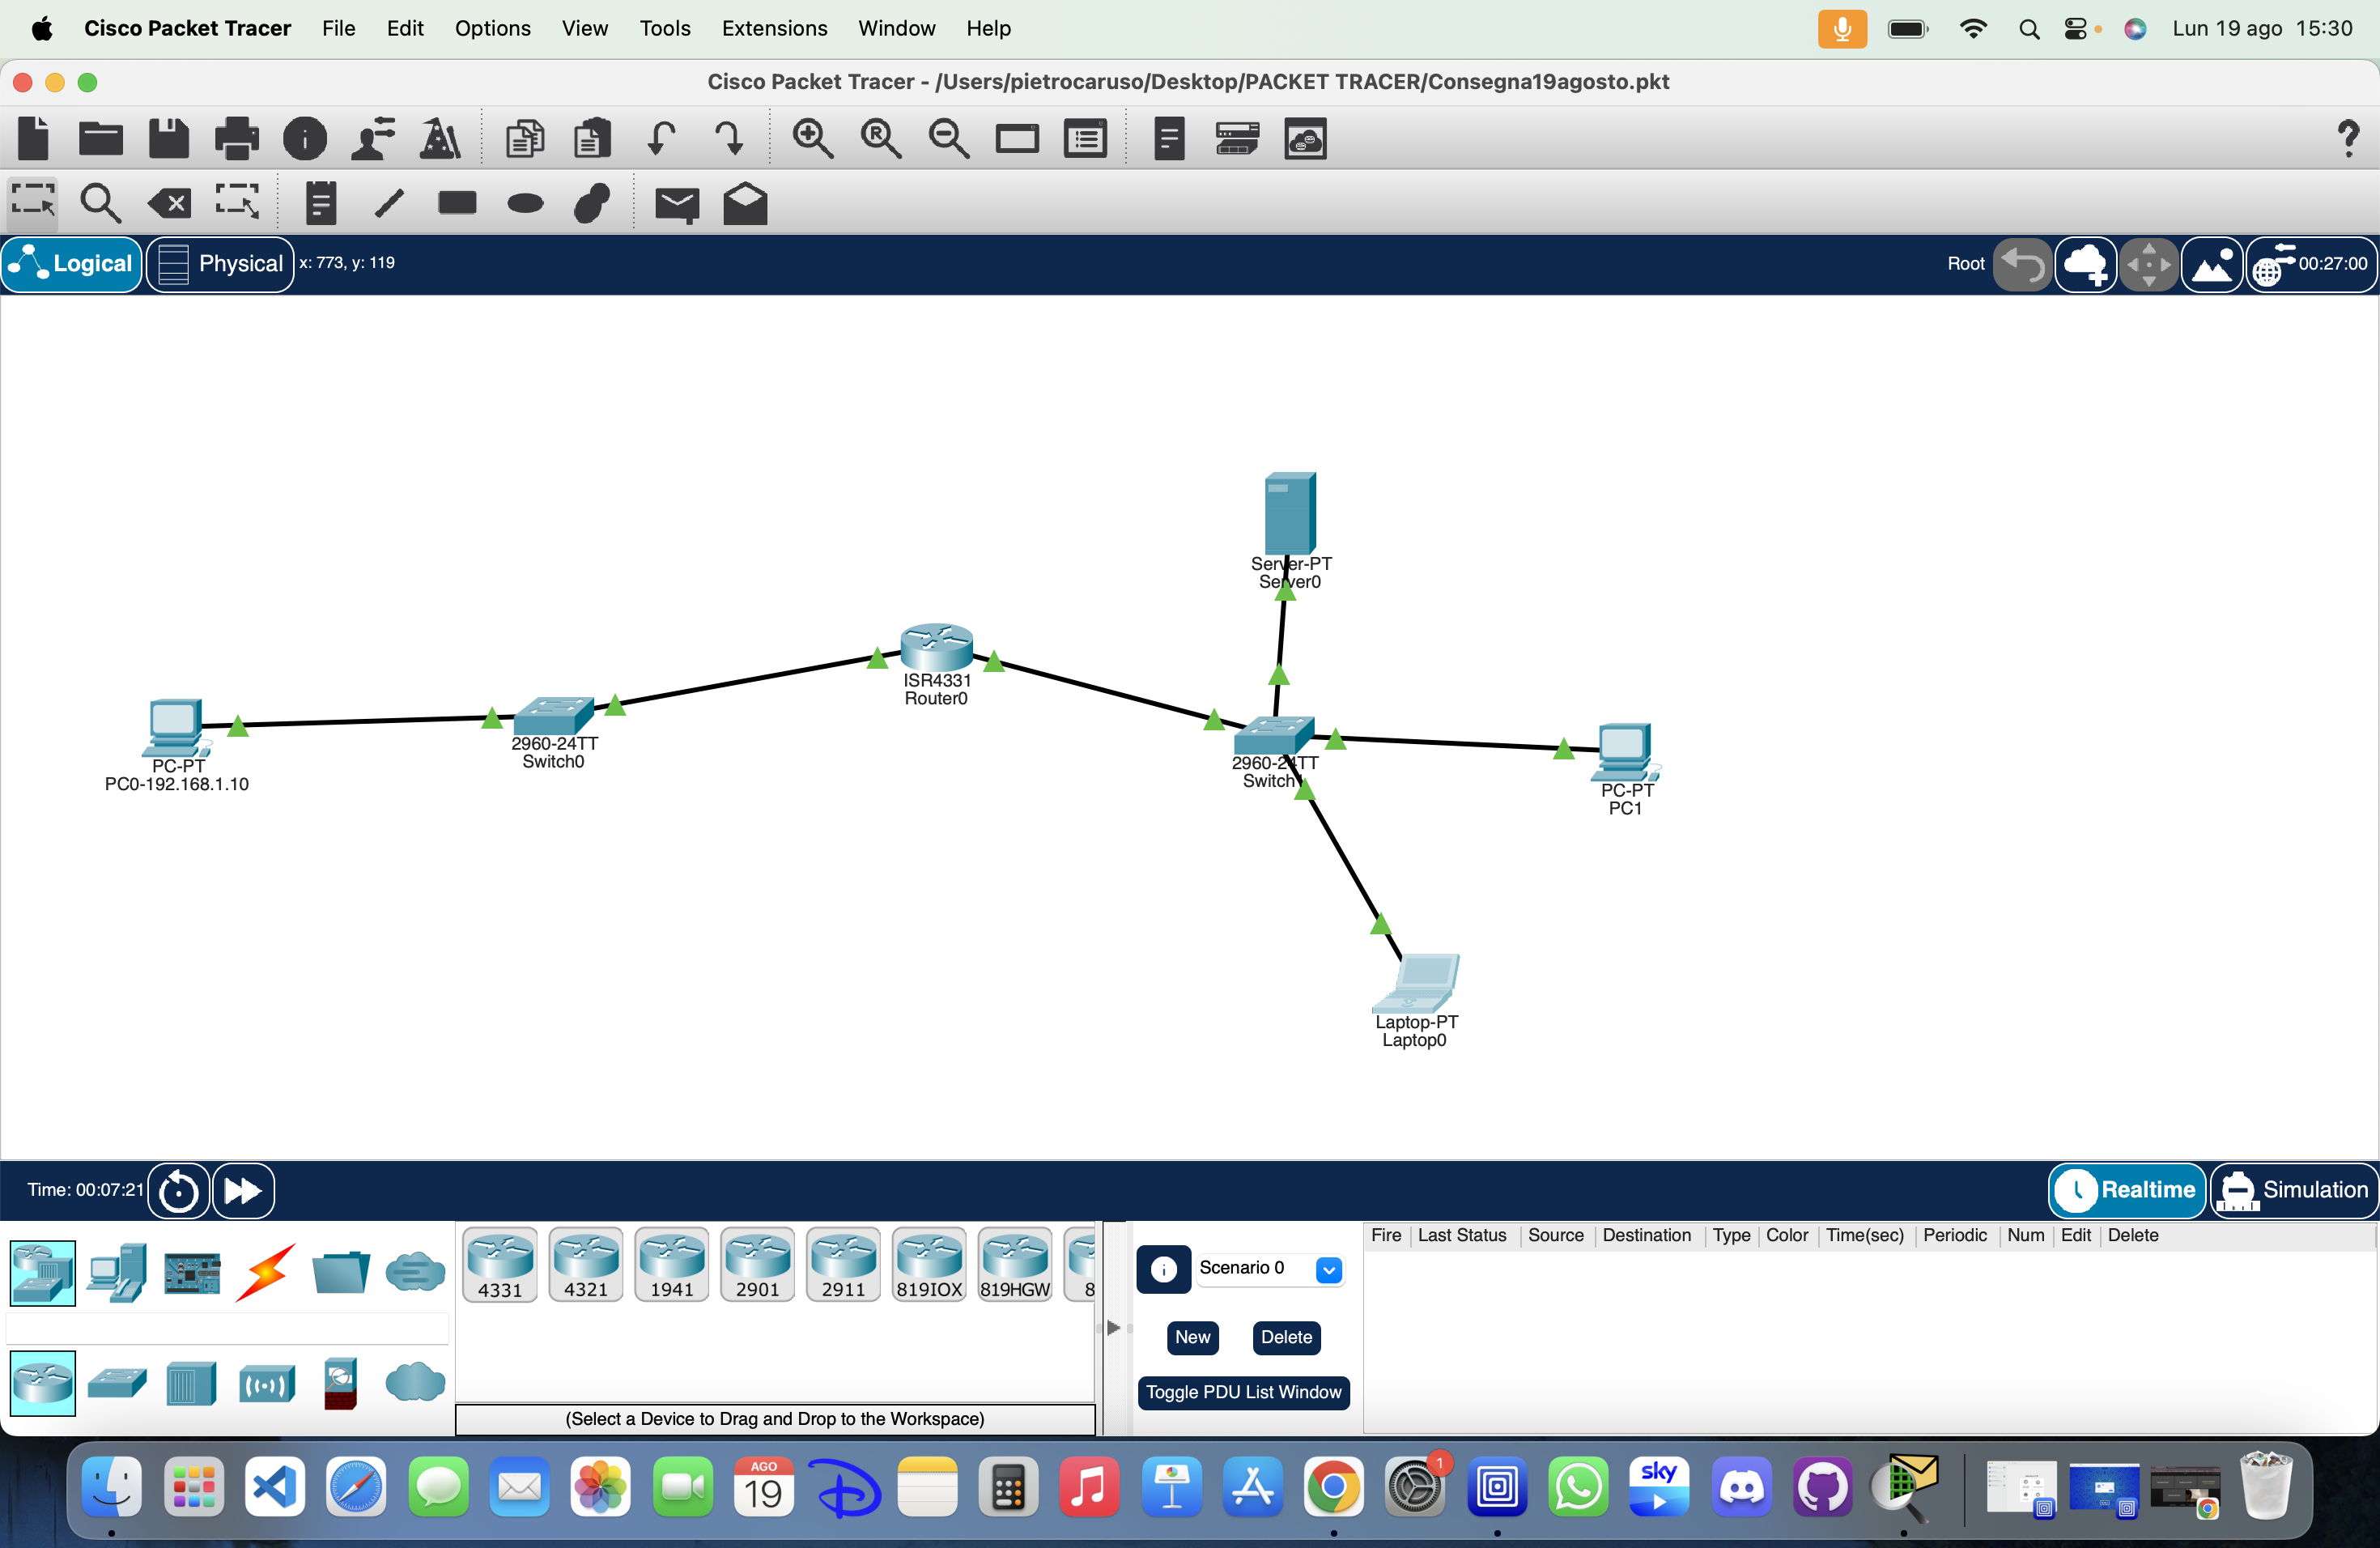 Cisco Packet Tracer File Edit Options View Tools Extensions Window Help Lun 19 ago 15:30
Cisco Packet Tracer - /Users/pietrocaruso/Desktop/PACKET TRACER/Consegna19agosto.pkt
Logical Physical x: 773, y: 119 Root 00:27:00
Server-PT
Server0
ISR4331
Router0
2960-24TT
Switch0
PC-PT
PC0-192.168.1.10
2960-24TT
Switch
PC-PT
PC1
Laptop-PT
Laptop0
Time: 00:07:21 Realtime Simulation
4331 4321 1941 2901 2911 819IOX 819HGW 8
(Select a Device to Drag and Drop to the Workspace)
Scenario 0
New Delete
Toggle PDU List Window
Fire Last Status Source Destination Type Color Time(sec) Periodic Num Edit Delete
AGO
19
1
sky